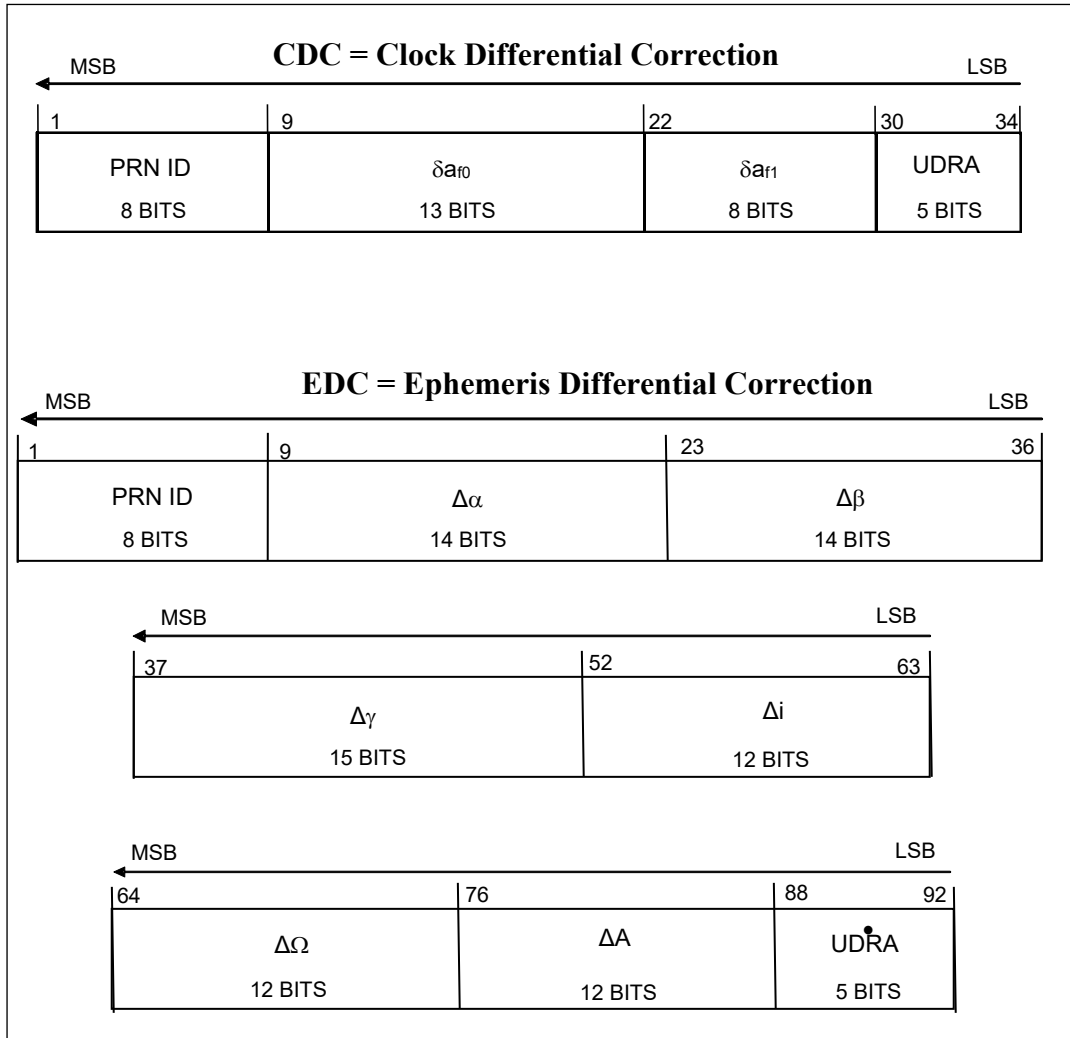 CDC = Clock Differential Correction
MSB LSB
1 9 22 30 34
PRN ID δaf0 δaf1 UDRA
8 BITS 13 BITS 8 BITS 5 BITS
EDC = Ephemeris Differential Correction
MSB LSB
1 9 23 36
PRN ID Δα Δβ
8 BITS 14 BITS 14 BITS
MSB LSB
37 52 63
Δγ Δi
15 BITS 12 BITS
MSB LSB
64 76 88 92
ΔΩ ΔA UDṘA
12 BITS 12 BITS 5 BITS